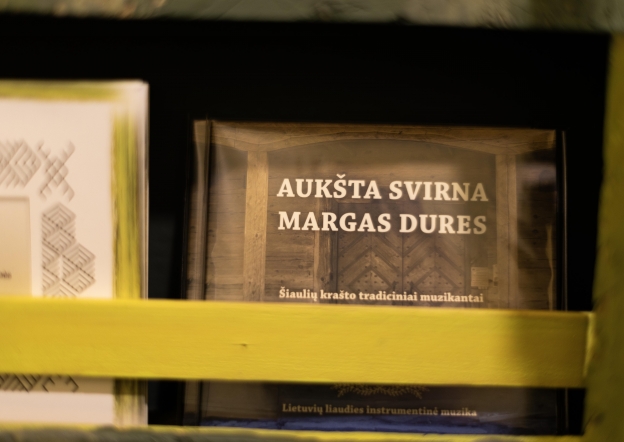 AUKŠTA SVIRNA
MARGAS DURES
Šiaulių krašto tradiciniai muzikantai
Lietuvių liaudies instrumentinė muzika